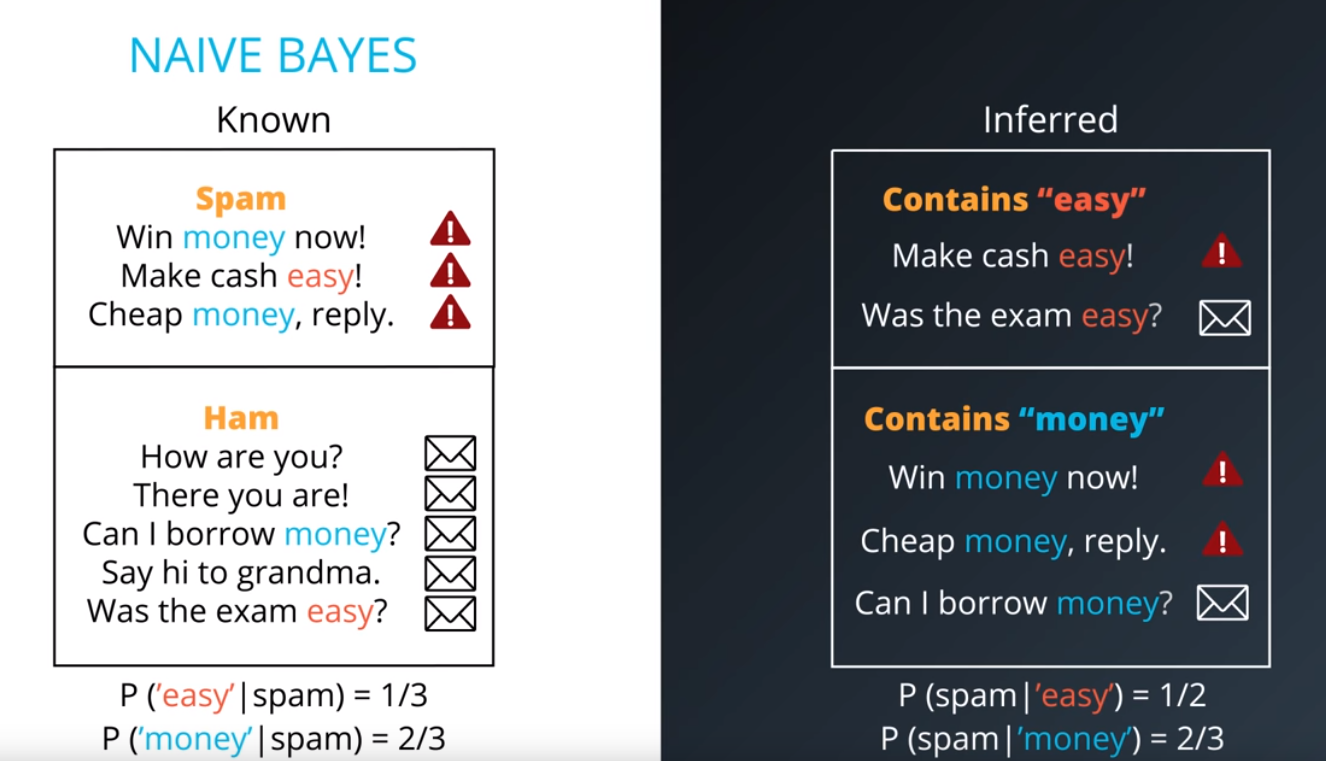 NAIVE BAYES
Known
Spam
Win money now!
Make cash easy!
Cheap money, reply.
Ham
How are you?
There you are!
Can I borrow money?
Say hi to grandma.
Was the exam easy?
P ('easy'|spam) = 1/3
P ('money'|spam) = 2/3
Inferred
Contains “easy”
Make cash easy!
Was the exam easy?
Contains “money”
Win money now!
Cheap money, reply.
Can I borrow money?
P (spam|'easy') = 1/2
P (spam|'money') = 2/3